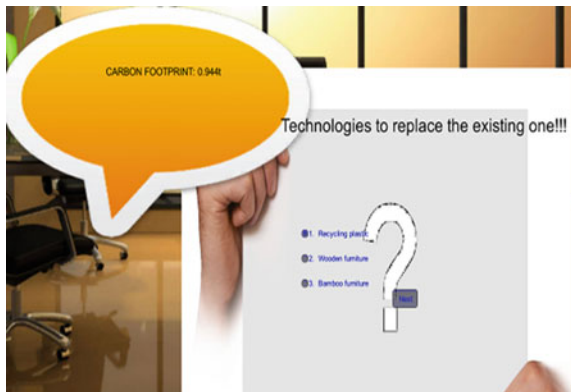 CARBON FOOTPRINT: 0.944t
Technologies to replace the existing one!!!
1. Recycling plastic
2. Wooden furniture
3. Bamboo furniture
Next